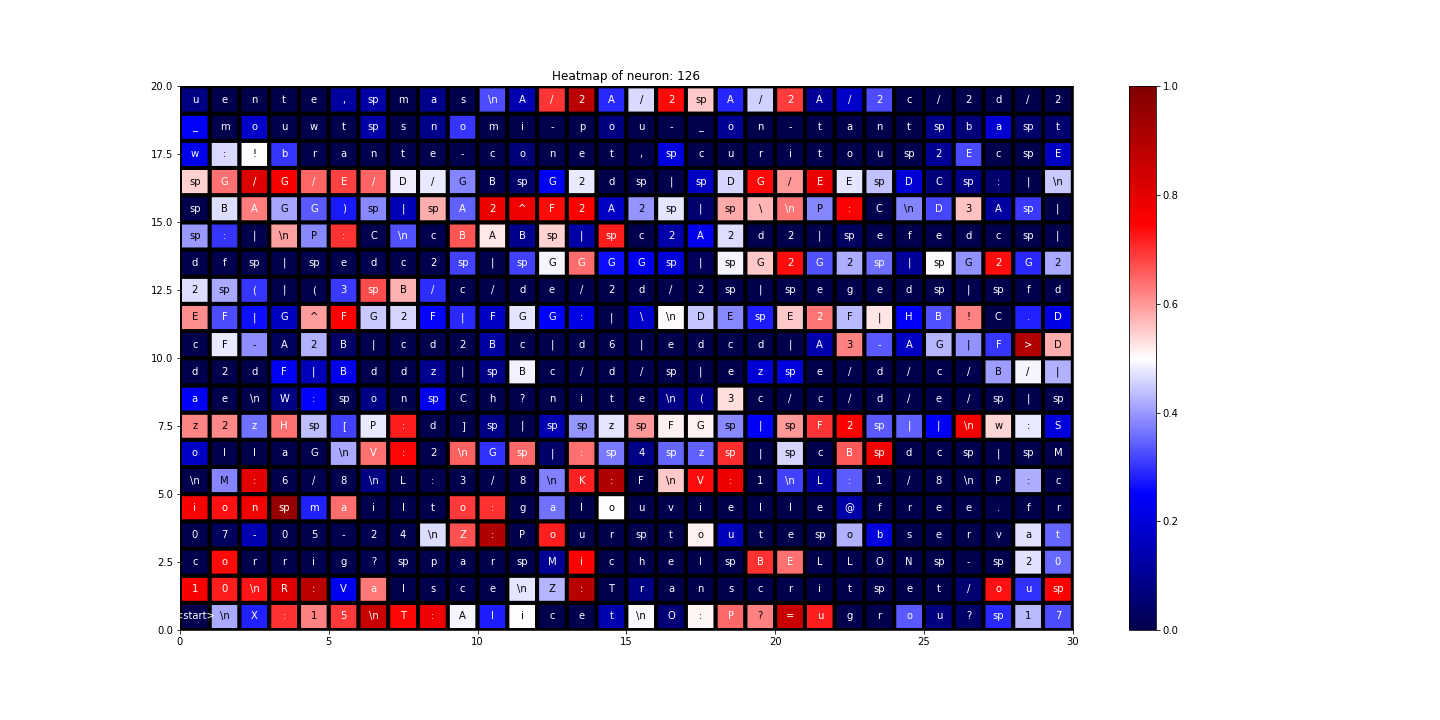 Heatmap of neuron: 126
20.0
17.5
15.0
12.5
10.0
7.5
5.0
2.5
0.0
u e n t e , sp m a s \n A / 2 A / 2 sp A / 2 A / 2 c / 2 d / 2
_ m o u w t sp s n o m i - p o u - _ o n - t a n t sp b a sp t
w : ! b r a n t e - c o n e t , sp c u r i t o u sp 2 E c sp E
sp G / G / E / D / G B sp G 2 d sp | sp D G / E E sp D C sp : | \n
sp B A G G ) sp | sp A 2 ^ F 2 A 2 sp | sp \ \n P : C \n D 3 A sp |
sp : | \n P : C \n c B A B sp | sp c 2 A 2 d 2 | sp e f e d c sp |
d f sp | sp e d c 2 sp | sp G G G G sp | sp G 2 G 2 sp | sp G 2 G 2
2 sp ( | ( 3 sp B / c / d e / 2 d / 2 sp | sp e g e d sp | sp f d
E F | G ^ F G 2 F | F G G : | \ \n D E sp E 2 F | H B ! C . D
c F - A 2 B | c d 2 B c | d 6 | e d c d | A 3 - A G | F > D
d 2 d F | B d d z | sp B c / d / sp | e z sp e / d / c / B / |
a e \n W : sp o n sp C h ? n i t e \n ( 3 c / c / d / e / sp | sp
z 2 z H sp [ P : d ] sp | sp sp z sp F G sp | sp F 2 sp | | \n w : S
o l l a G \n V : 2 \n G sp | : sp 4 sp z sp | sp c B sp d c sp | sp M
\n M : 6 / 8 \n L : 3 / 8 \n K : F \n V : 1 \n L : 1 / 8 \n P : c
i o n sp m a i l t o : g a l o u v i e l l e @ f r e e . f r
0 7 - 0 5 - 2 4 \n Z : P o u r sp t o u t e sp o b s e r v a t
c o r r i g ? sp p a r sp M i c h e l sp B E L L O N sp - sp 2 0
1 0 \n R : V a l s c e \n Z : T r a n s c r i t sp e t / o u sp
<start> \n X : 1 5 \n T : A l i c e t \n O : P ? = u g r o u ? sp 1 7
0 5 10 15 20 25 30
1.0
0.8
0.6
0.4
0.2
0.0